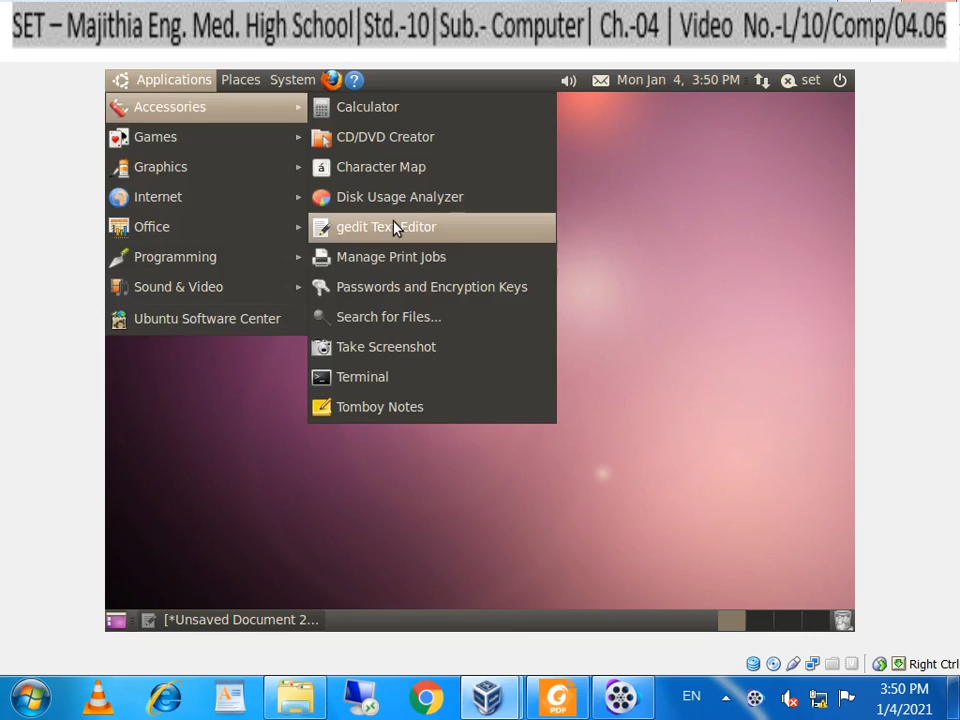 SET – Majithia Eng. Med. High School|Std.-10|Sub.- Computer| Ch.-04 | Video No.-L/10/Comp/04.06
Applications Places System ? Mon Jan 4, 3:50 PM set
Accessories
Games
Graphics
Internet
Office
Programming
Sound & Video
Ubuntu Software Center
Calculator
CD/DVD Creator
Character Map
Disk Usage Analyzer
gedit Text Editor
Manage Print Jobs
Passwords and Encryption Keys
Search for Files...
Take Screenshot
Terminal
Tomboy Notes
[*Unsaved Document 2...
Right Ctrl
PDF
EN
3:50 PM
1/4/2021